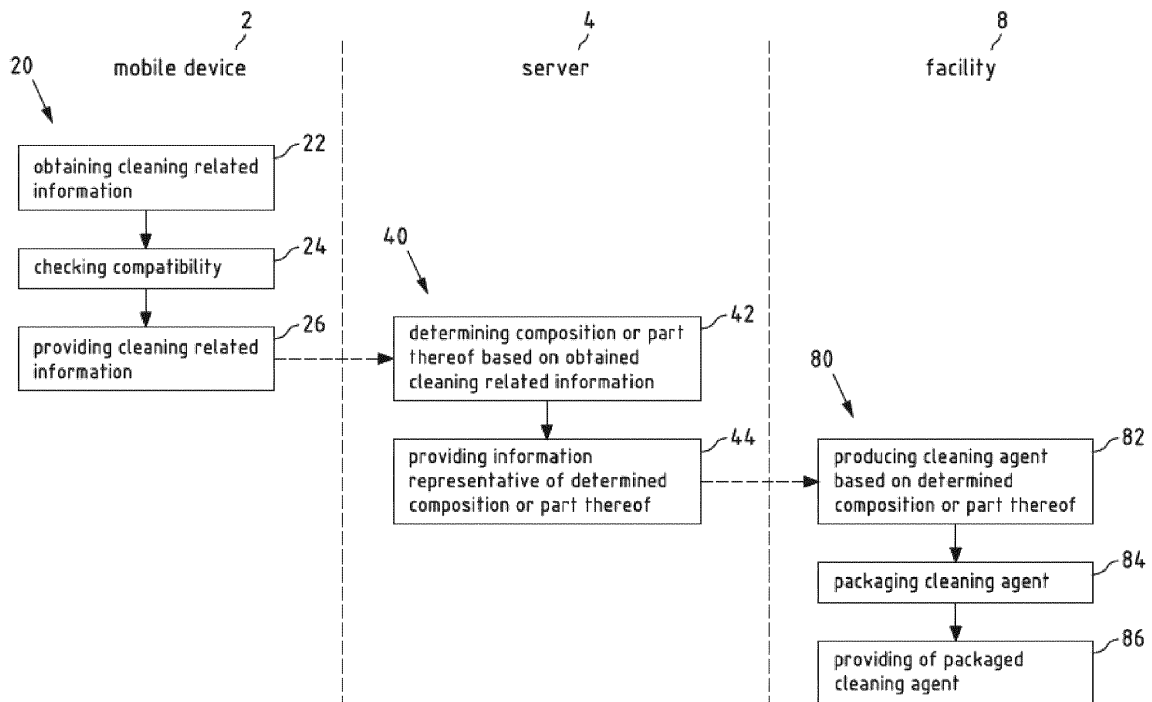 2
4
8
mobile device
server
facility
20
22
obtaining cleaning related
information
24
checking compatibility
26
providing cleaning related
information
40
42
determining composition or part
thereof based on obtained
cleaning related information
44
providing information
representative of determined
composition or part thereof
80
82
producing cleaning agent
based on determined
composition or part thereof
84
packaging cleaning agent
86
providing of packaged
cleaning agent